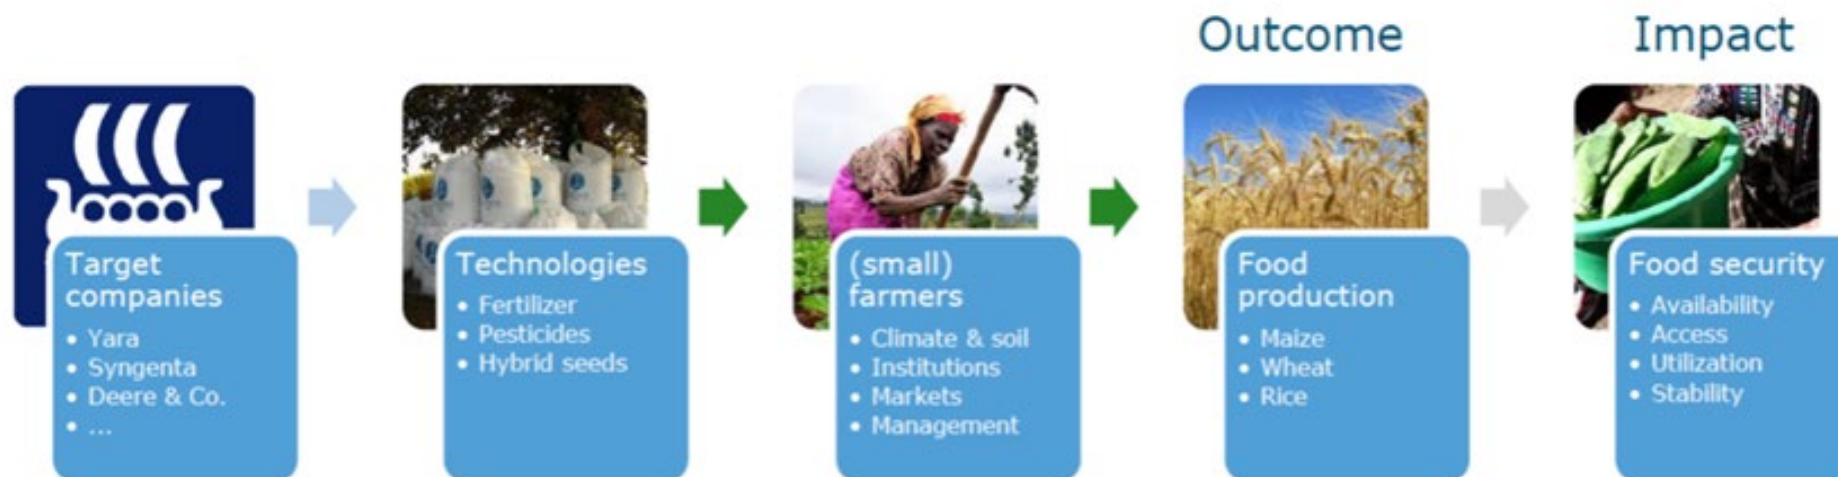 Outcome
Impact
Target
companies
• Yara
• Syngenta
• Deere & Co.
• ...
Technologies
• Fertilizer
• Pesticides
• Hybrid seeds
(small)
farmers
• Climate & soil
• Institutions
• Markets
• Management
Food
production
• Maize
• Wheat
• Rice
Food security
• Availability
• Access
• Utilization
• Stability